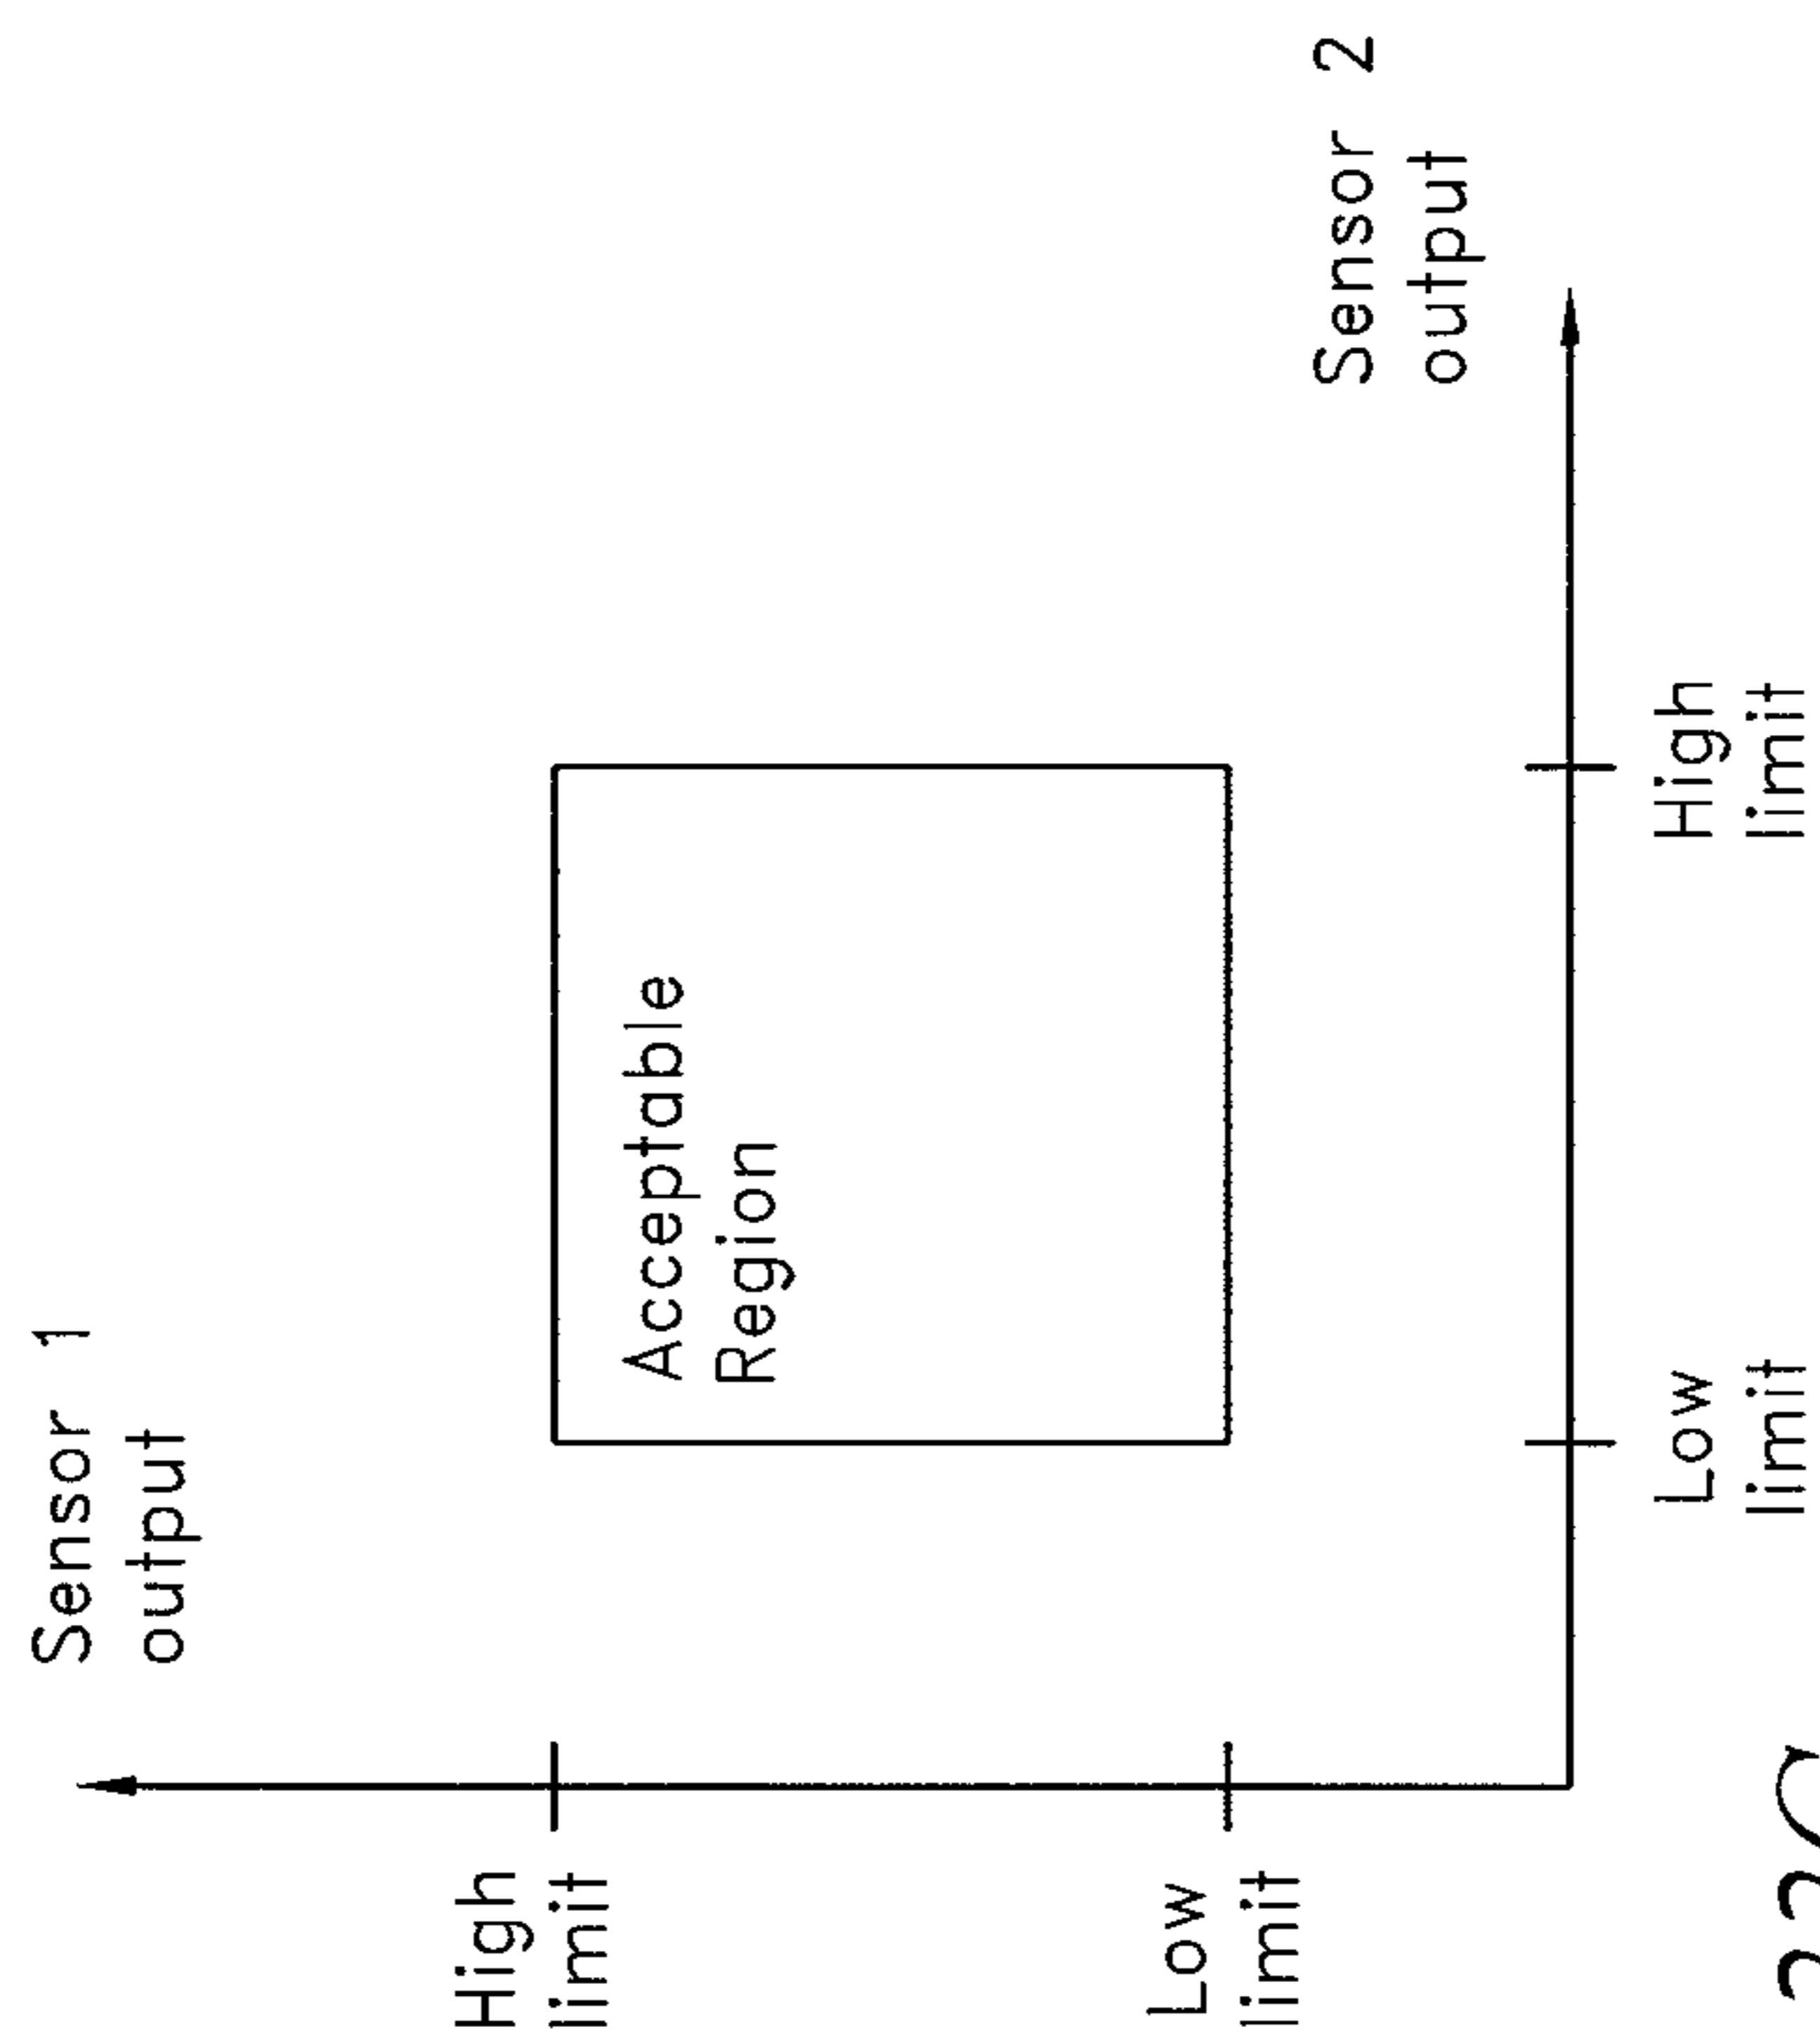 Sensor 1
output
High
limit
Acceptable
Region
Low
limit
Sensor 2
output
Low
limit
High
limit